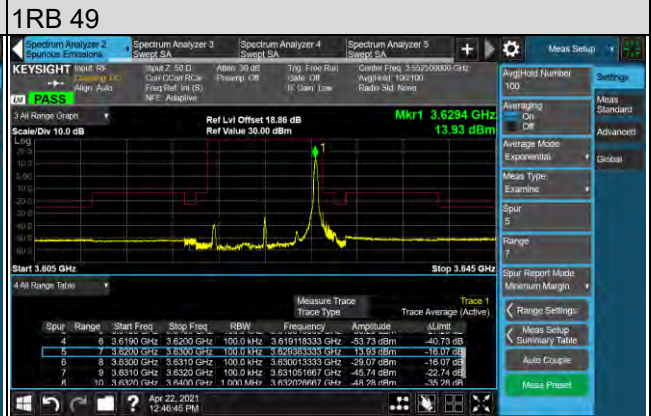 1RB 49
Spectrum Analyzer 2
Spurious Emissions
Spectrum Analyzer 3
Swept SA
Spectrum Analyzer 4
Swept SA
Spectrum Analyzer 5
Swept SA
Meas Setup
KEYSIGHT
Input: RF
Coupling: DC
Align: Auto
Input Z: 50 Ω
Corr CCorr RCal
Freq Ref: Int (S)
NFE: Adaptive
Atten: 30 dB
Preamp: Off
Trig: Free Run
Gate: Off
IF Gain: Low
Center Freq: 3.552500000 GHz
Avg|Hold: 100/100
Radio Std: None
PASS
3 All Range Graph
Ref Lvl Offset 18.86 dB
Ref Value 30.00 dBm
Mkr1 3.6294 GHz
13.93 dBm
Scale/Div 10.0 dB
Log
1
Start 3.605 GHz
Stop 3.645 GHz
4 All Range Table
Measure Trace Trace 1
Trace Type Trace Average (Active)
Spur Range Start Freq Stop Freq RBW Frequency Amplitude ΔLimit
4 6 3.6190 GHz 3.6200 GHz 100.0 kHz 3.619118333 GHz -53.73 dBm -40.73 dB
5 7 3.6200 GHz 3.6300 GHz 100.0 kHz 3.629383333 GHz 13.93 dBm -16.07 dB
6 8 3.6300 GHz 3.6310 GHz 100.0 kHz 3.630013333 GHz -29.07 dBm -16.07 dB
7 9 3.6310 GHz 3.6320 GHz 100.0 kHz 3.631051667 GHz -45.74 dBm -22.74 dB
8 10 3.6320 GHz 3.6400 GHz 1.000 MHz 3.632026667 GHz -48.28 dBm -35.28 dB
Avg|Hold Number
100
Averaging
On
Off
Average Mode
Exponential
Meas Type
Examine
Spur
5
Range
7
Spur Report Mode
Minimum Margin
Range Settings
Meas Setup
Summary Table
Auto Couple
Meas Preset
Settings
Meas
Standard
Advanced
Global
Apr 22, 2021
12:46:45 PM